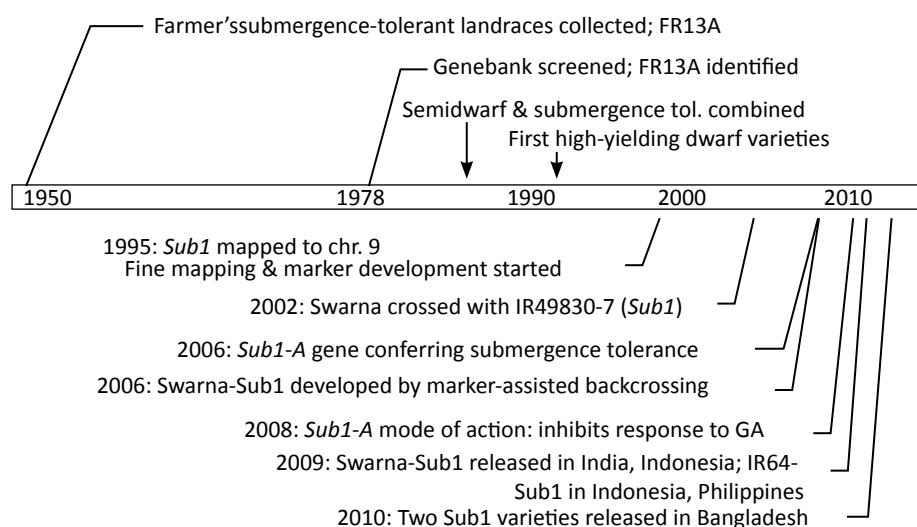 Farmer'ssubmergence-tolerant landraces collected; FR13A
Genebank screened; FR13A identified
Semidwarf & submergence tol. combined
First high-yielding dwarf varieties
1950 1978 1990 2000 2010
1995: Sub1 mapped to chr. 9
Fine mapping & marker development started
2002: Swarna crossed with IR49830-7 (Sub1)
2006: Sub1-A gene conferring submergence tolerance
2006: Swarna-Sub1 developed by marker-assisted backcrossing
2008: Sub1-A mode of action: inhibits response to GA
2009: Swarna-Sub1 released in India, Indonesia; IR64-
Sub1 in Indonesia, Philippines
2010: Two Sub1 varieties released in Bangladesh